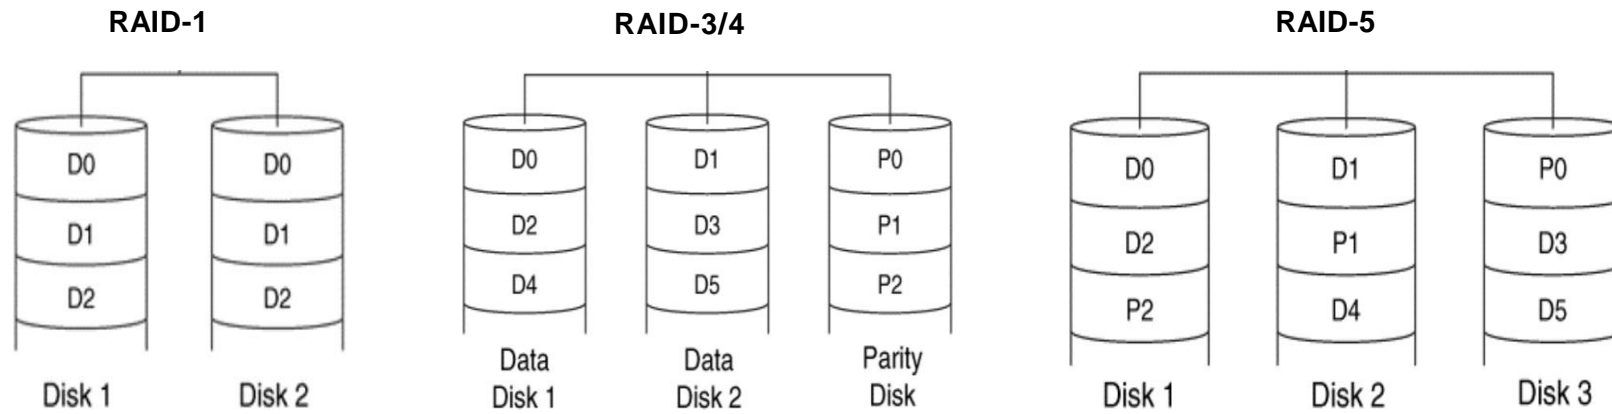 RAID-1
D0 D0
D1 D1
D2 D2
Disk 1 Disk 2
RAID-3/4
D0 D1 P0
D2 D3 P1
D4 D5 P2
Data Data Parity
Disk 1 Disk 2 Disk
RAID-5
D0 D1 P0
D2 P1 D3
P2 D4 D5
Disk 1 Disk 2 Disk 3